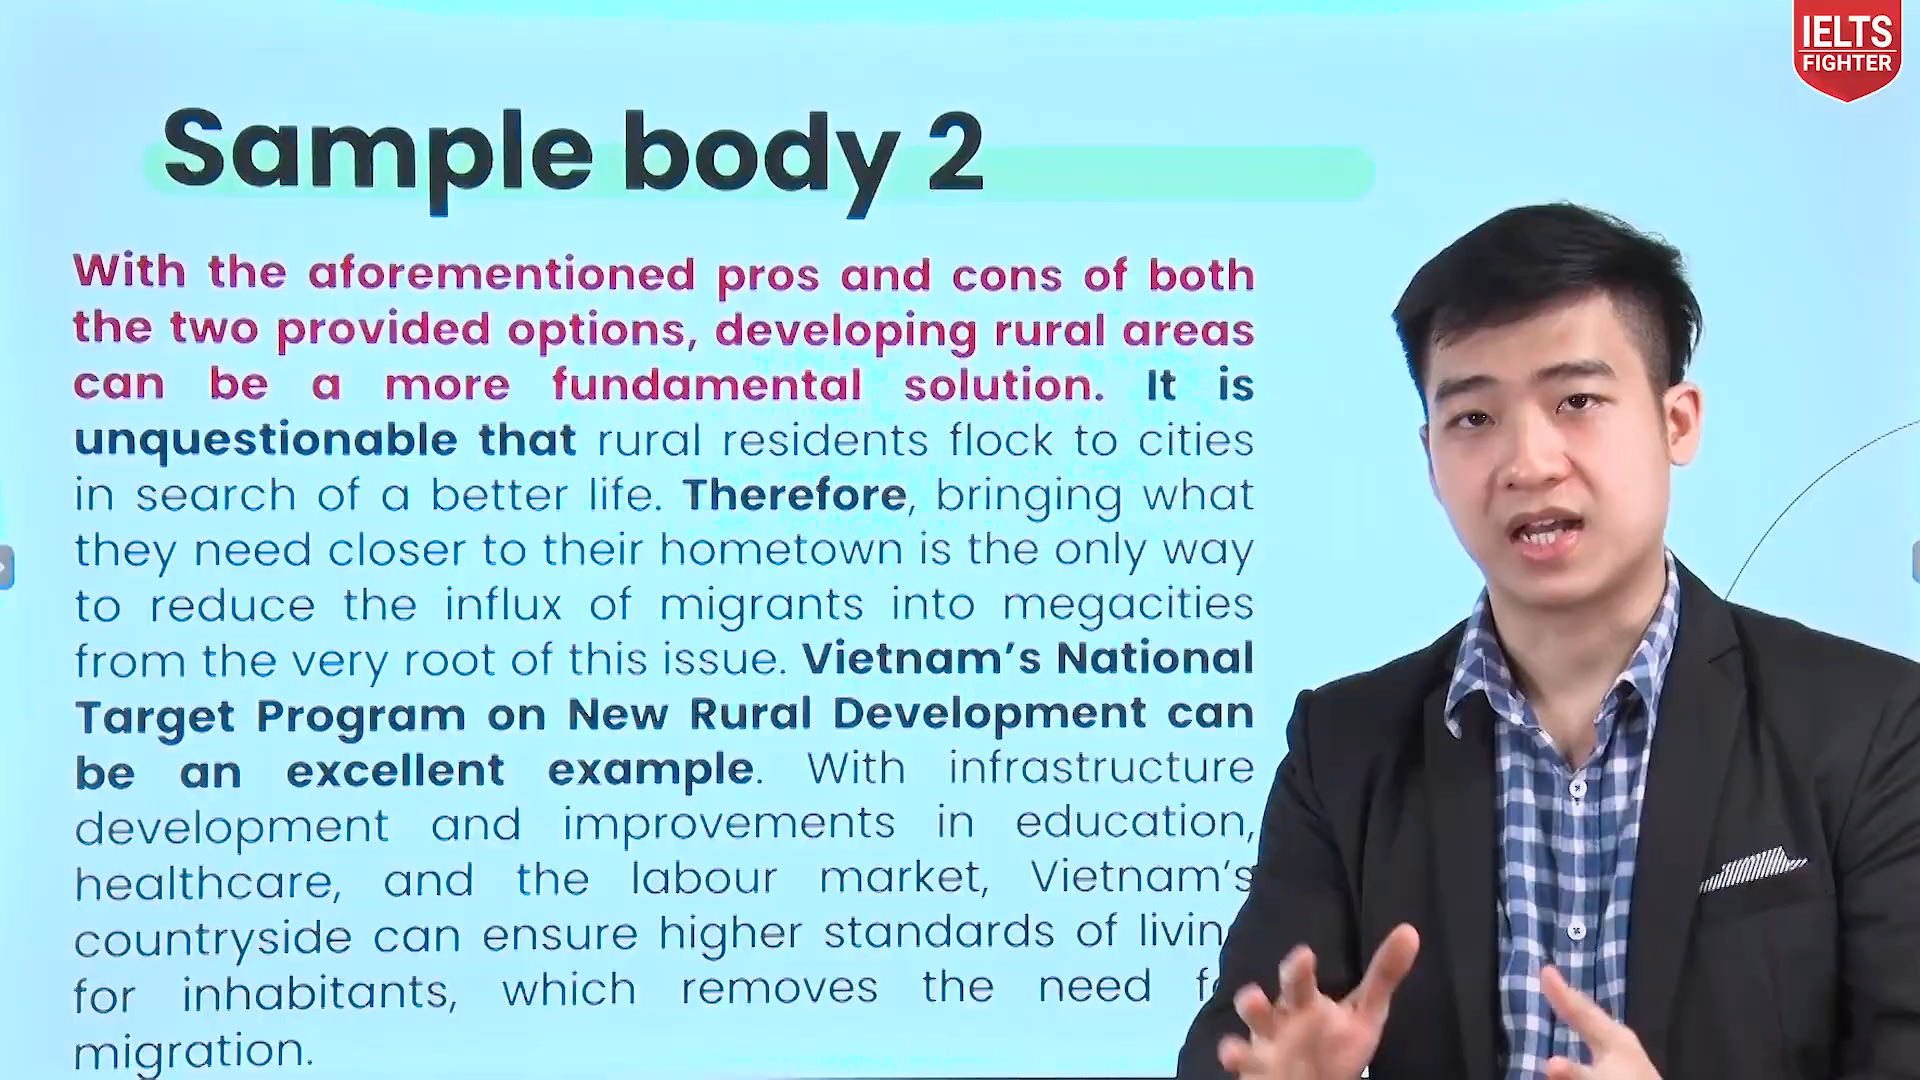 IELTS
FIGHTER
Sample body 2
With the aforementioned pros and cons of both
the two provided options, developing rural areas
can be a more fundamental solution. It is
unquestionable that rural residents flock to cities
in search of a better life. Therefore, bringing what
they need closer to their hometown is the only way
to reduce the influx of migrants into megacities
from the very root of this issue. Vietnam's National
Target Program on New Rural Development can
be an excellent example. With infrastructure
development and improvements in education,
healthcare, and the labour market, Vietnam's
countryside can ensure higher standards of
for inhabitants, which removes the need
migration.